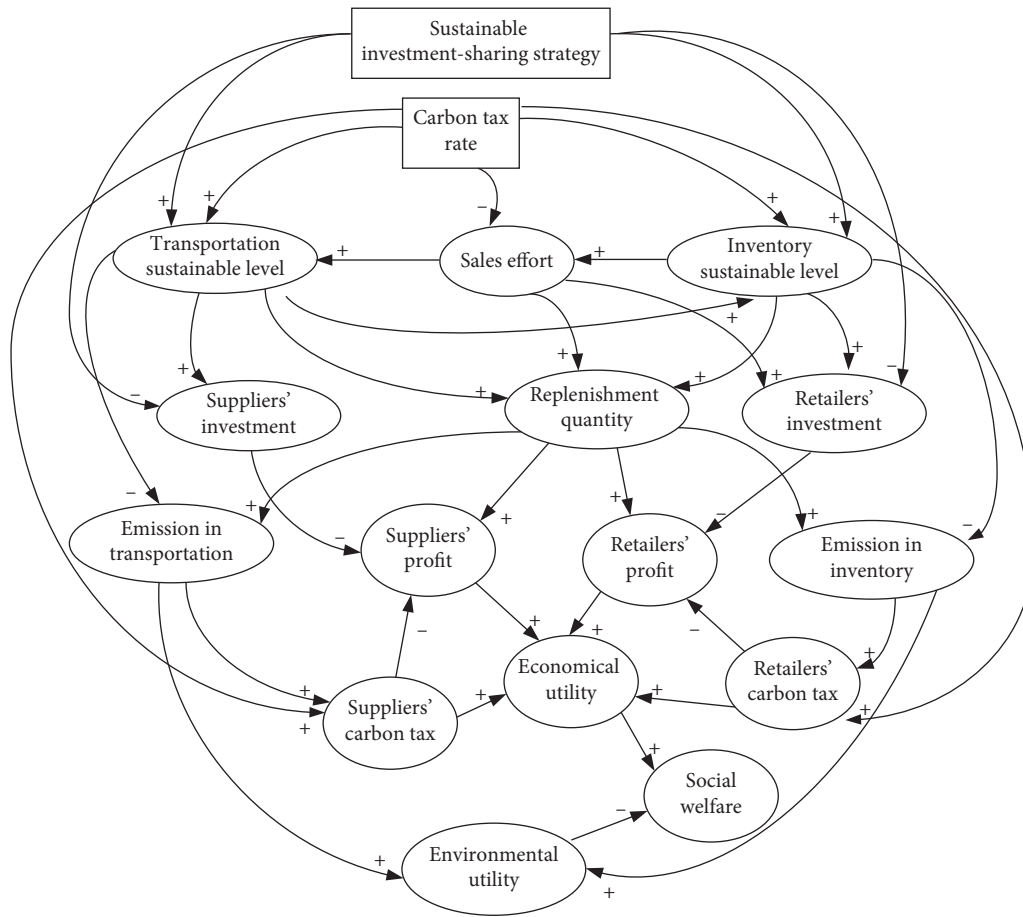 Sustainable
investment-sharing strategy
Carbon tax
rate
+
+
−
+
+
Transportation
sustainable level
+
Sales effort
+
Inventory
sustainable level
+
+
+
+
−
−
+
+
+
Suppliers'
investment
Replenishment
quantity
Retailers'
investment
−
+
+
+
−
+
−
Emission in
transportation
−
Suppliers'
profit
Retailers'
profit
Emission in
inventory
−
+
+
−
+
+
+
Suppliers'
carbon tax
+
Economical
utility
+
Retailers'
carbon tax
+
+
Social
welfare
−
+
Environmental
utility
+